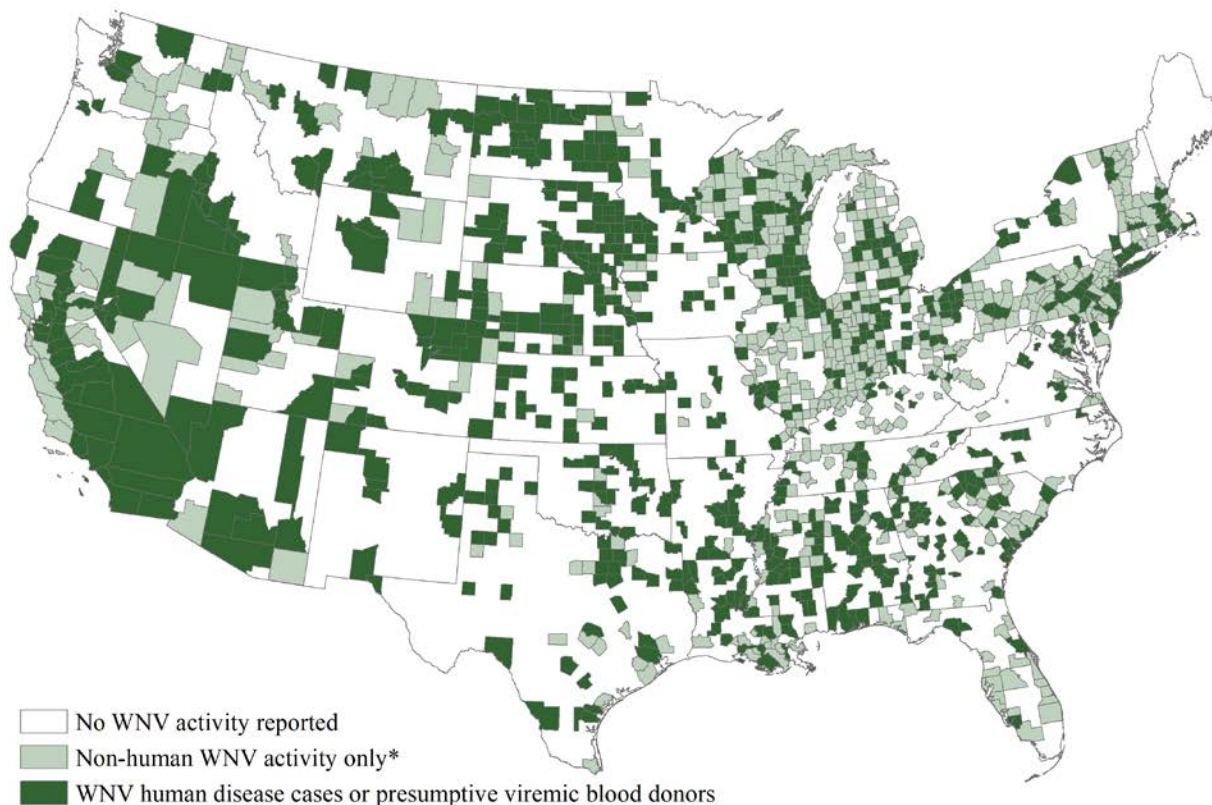 No WNV activity reported
Non-human WNV activity only*
WNV human disease cases or presumptive viremic blood donors